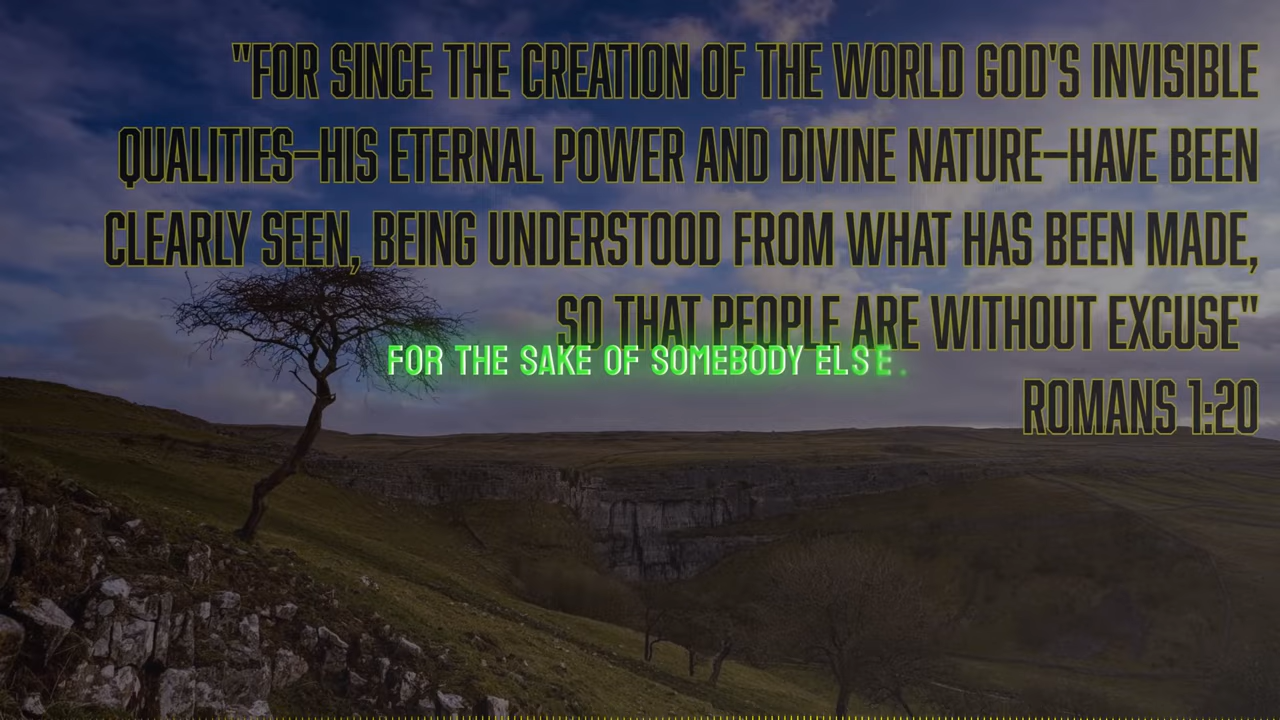 "FOR SINCE THE CREATION OF THE WORLD GOD'S INVISIBLE
QUALITIES—HIS ETERNAL POWER AND DIVINE NATURE—HAVE BEEN
CLEARLY SEEN, BEING UNDERSTOOD FROM WHAT HAS BEEN MADE,
SO THAT PEOPLE ARE WITHOUT EXCUSE"
FOR THE SAKE OF SOMEBODY ELSE.
ROMANS 1:20